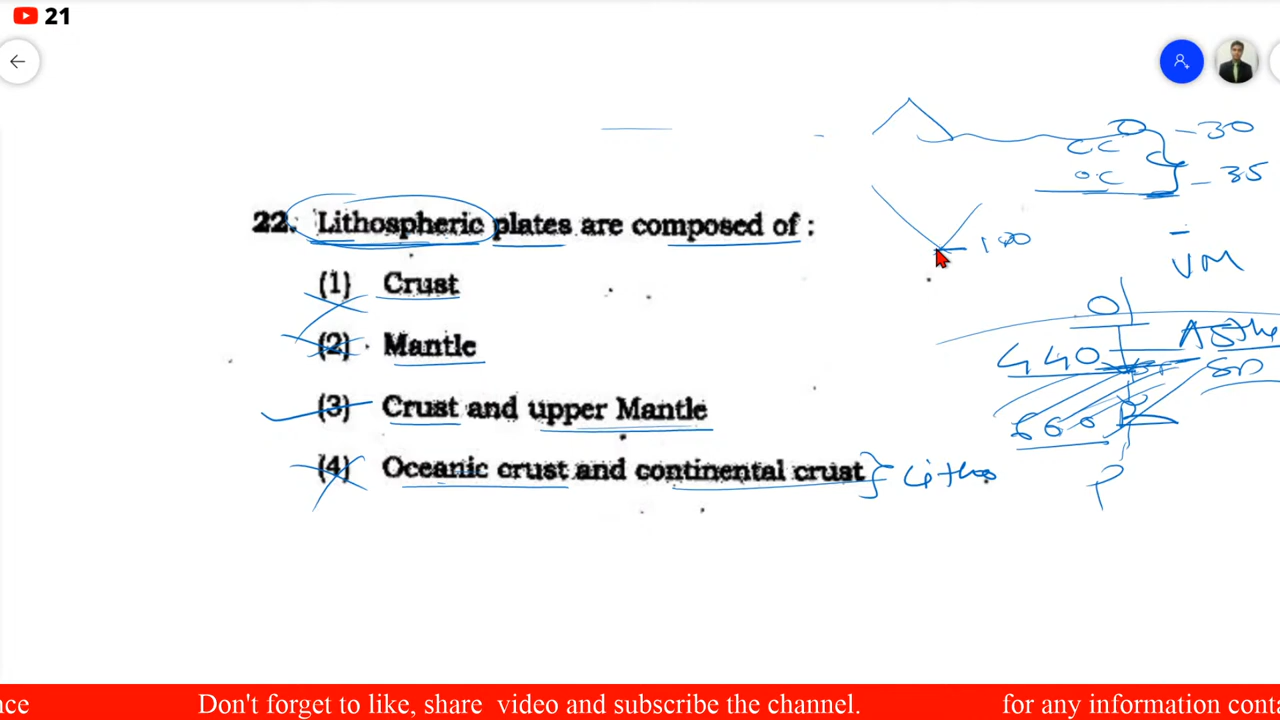 21
22. Lithospheric plates are composed of :
(1) Crust
(2) Mantle
(3) Crust and upper Mantle
(4) Oceanic crust and continental crust } Litho
CC
OC
- 30
- 35
100
UM
0
440
660
nce Don't forget to like, share video and subscribe the channel. for any information conta